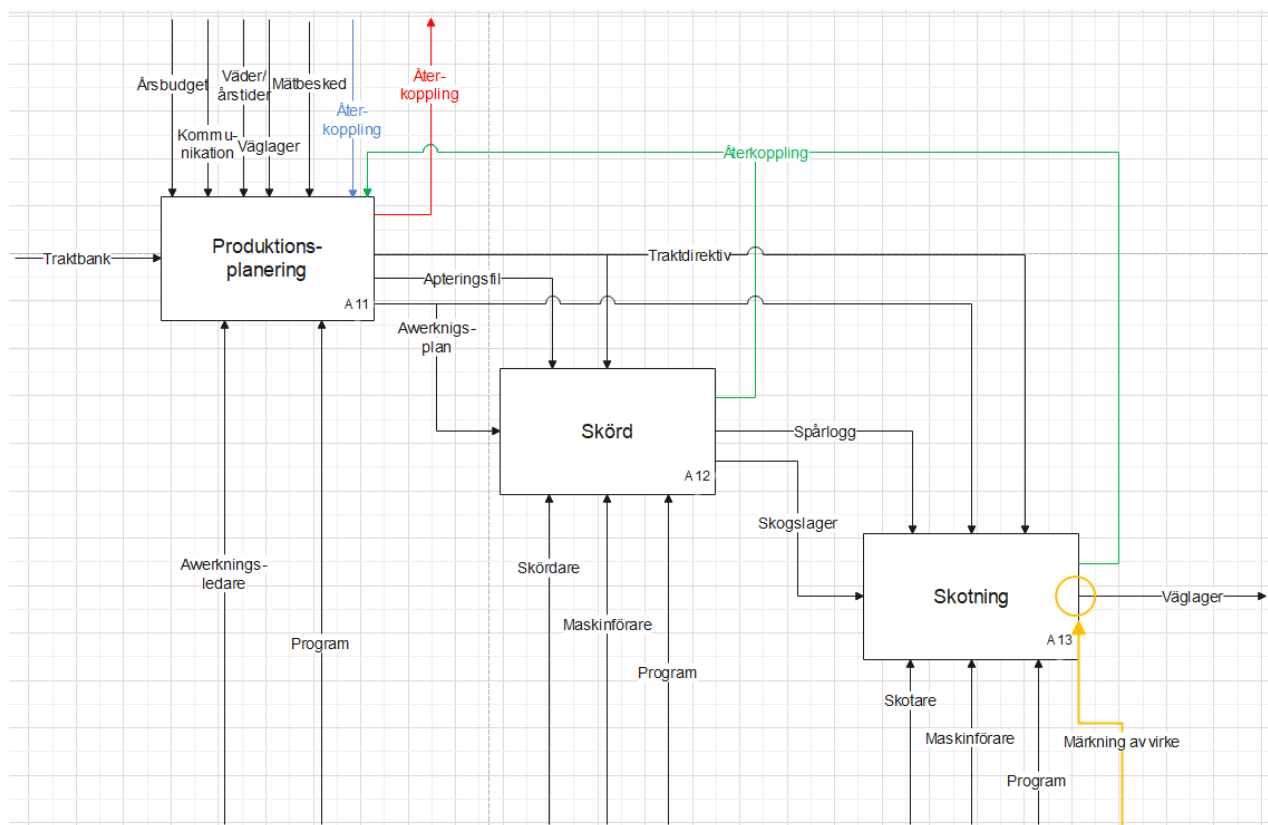 Årsbudget
Kommu-
nikation
Väder/
årstider
Väglager
Mätbesked
Åter-
koppling
Åter-
koppling
Återkoppling
Traktbank
Produktions-
planering
A 11
Traktdirektiv
Apteringsfil
Awerknigs-
plan
Skörd
A 12
Spårlogg
Skogslager
Awerknings-
ledare
Program
Skördare
Maskinförare
Program
Skotning
A 13
Väglager
Skotare
Maskinförare
Program
Märkning av virke